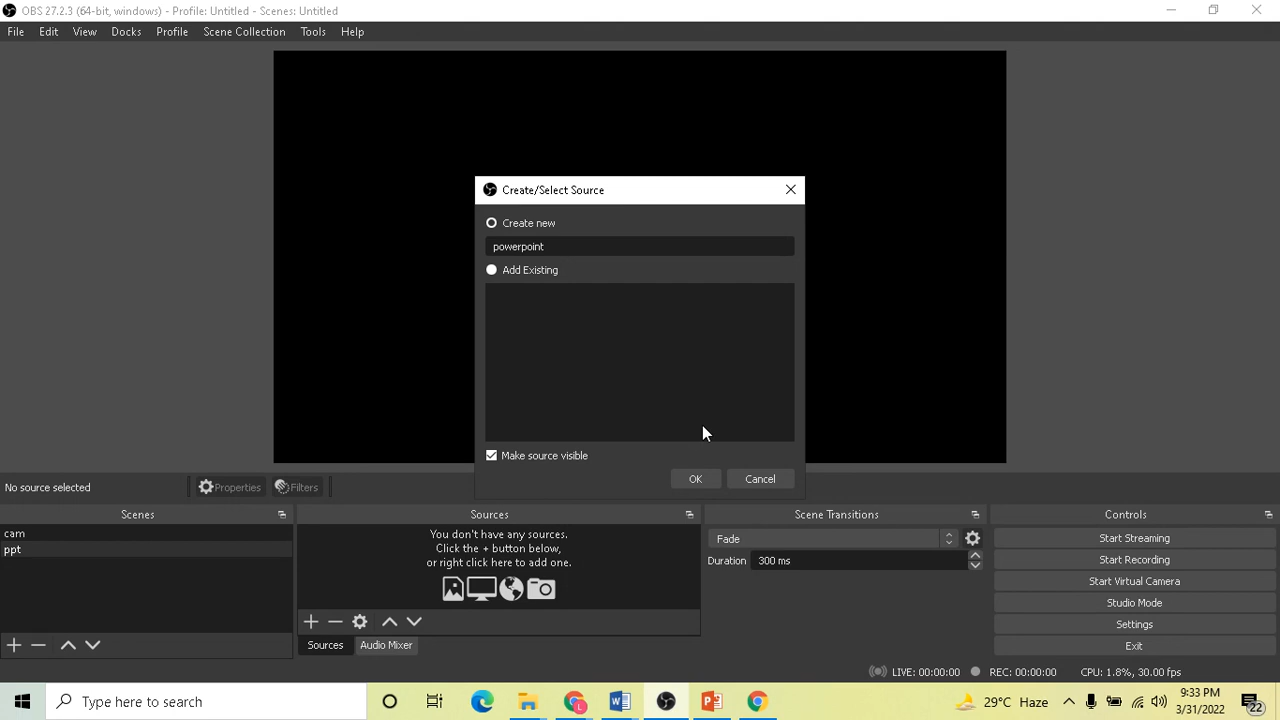 OBS 27.2.3 (64-bit, windows) - Profile: Untitled - Scenes: Untitled
File Edit View Docks Profile Scene Collection Tools Help
Create/Select Source
Create new
powerpoint
Add Existing
Make source visible
OK Cancel
No source selected Properties Filters
Scenes Sources Scene Transitions Controls
cam
ppt
You don't have any sources.
Click the + button below,
or right click here to add one.
Sources Audio Mixer
Fade
Duration 300 ms
Start Streaming
Start Recording
Start Virtual Camera
Studio Mode
Settings
Exit
LIVE: 00:00:00 REC: 00:00:00 CPU: 1.8%, 30.00 fps
Type here to search
29°C Haze
9:33 PM
3/31/2022
22